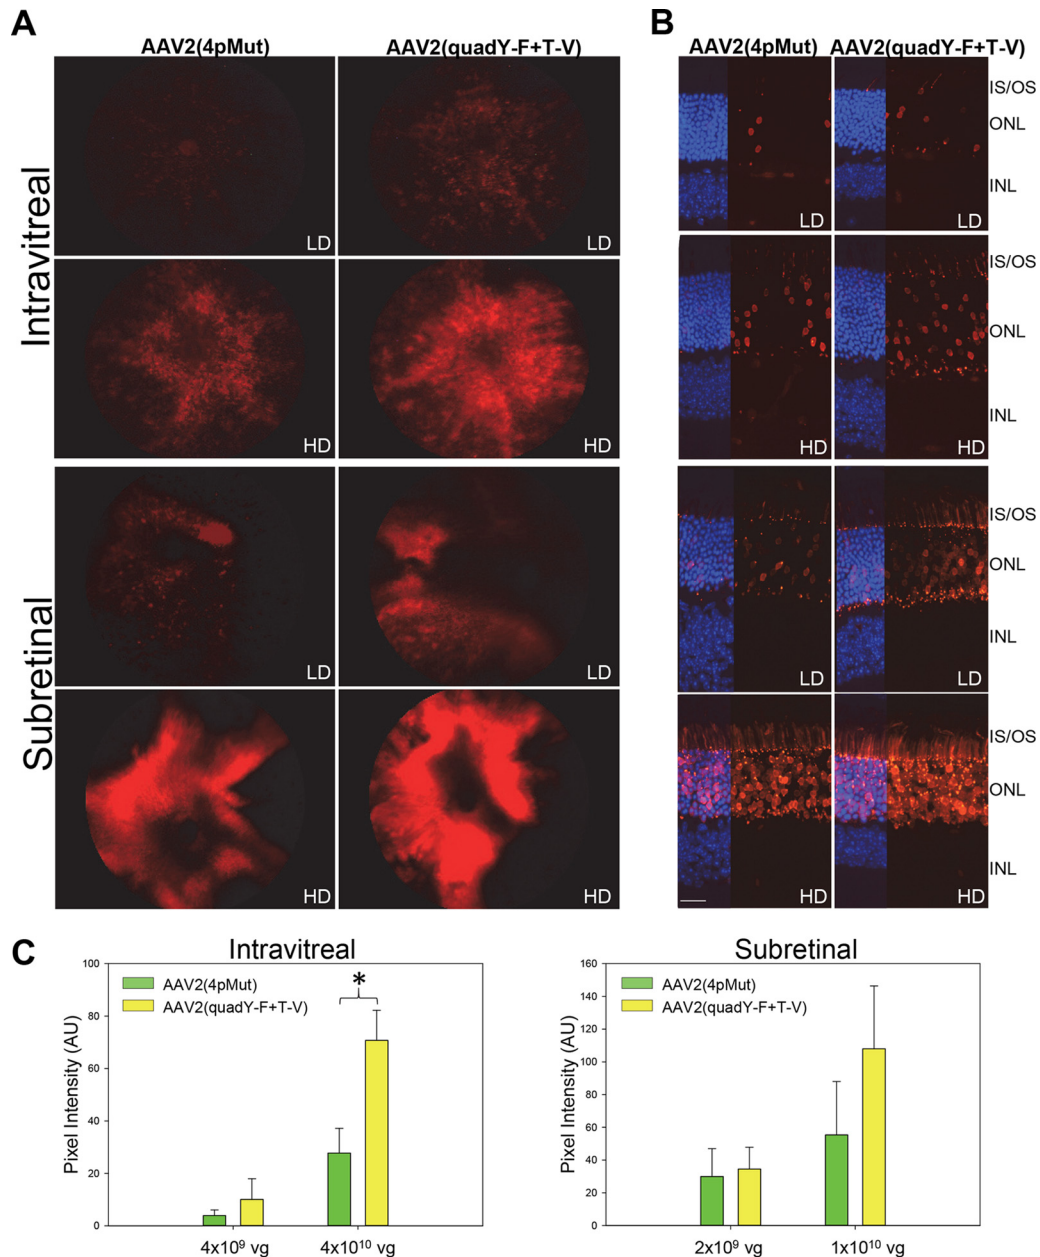 A
AAV2(4pMut)
AAV2(quadY-F+T-V)
Intravitreal
LD
LD
HD
HD
Subretinal
LD
LD
HD
HD
B
AAV2(4pMut)
AAV2(quadY-F+T-V)
IS/OS
ONL
INL
LD
LD
IS/OS
ONL
INL
HD
HD
IS/OS
ONL
INL
LD
LD
IS/OS
ONL
INL
HD
HD
C
Intravitreal
Pixel Intensity (AU)
100
80
60
40
20
0
AAV2(4pMut)
AAV2(quadY-F+T-V)
*
4x10⁹ vg
4x10¹⁰ vg
Subretinal
Pixel Intensity (AU)
160
140
120
100
80
60
40
20
0
AAV2(4pMut)
AAV2(quadY-F+T-V)
2x10⁹ vg
1x10¹⁰ vg